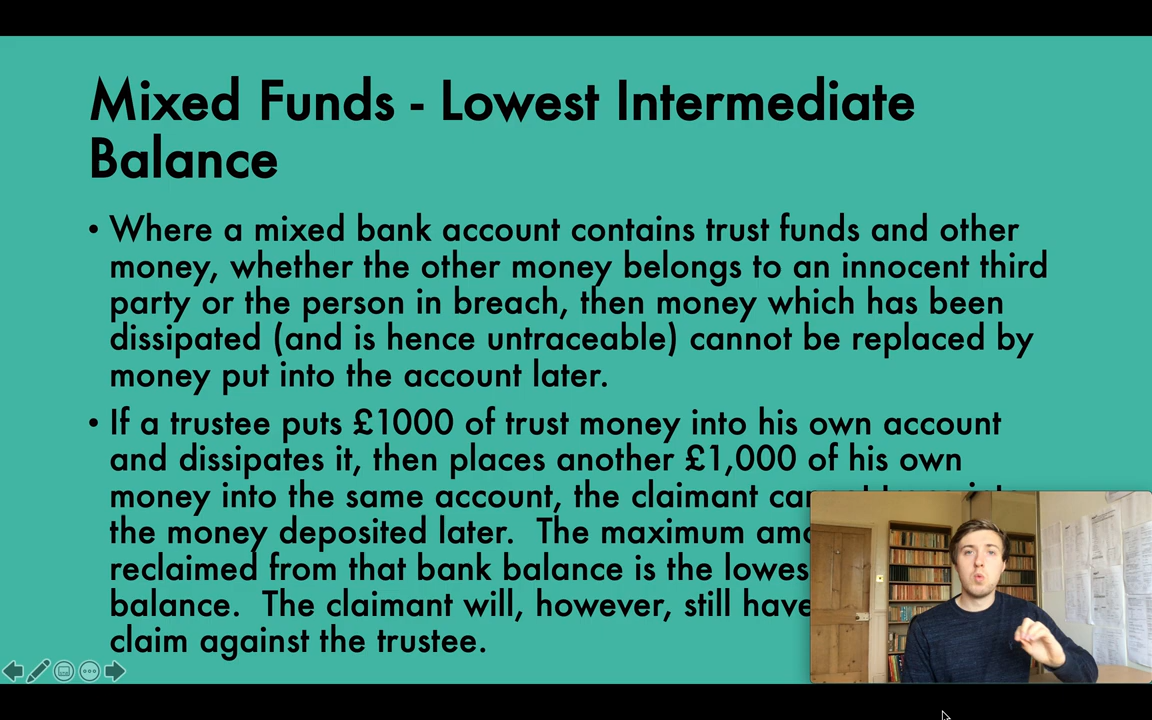 Mixed Funds - Lowest Intermediate
Balance
• Where a mixed bank account contains trust funds and other
money, whether the other money belongs to an innocent third
party or the person in breach, then money which has been
dissipated (and is hence untraceable) cannot be replaced by
money put into the account later.
• If a trustee puts £1000 of trust money into his own account
and dissipates it, then places another £1,000 of his own
money into the same account, the claimant
the money deposited later. The maximum
reclaimed from that bank balance is the
balance. The claimant will, however, still have
claim against the trustee.